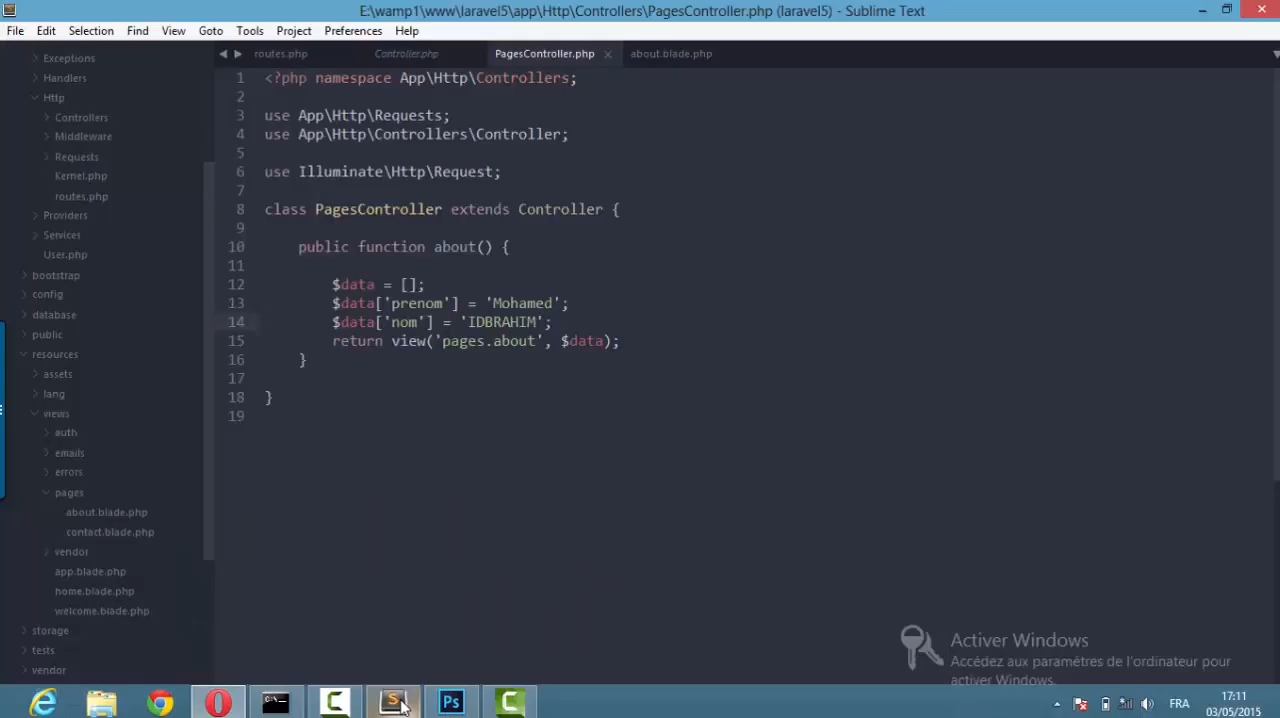 E:\wamp1\www\laravel5\app\Http\Controllers\PagesController.php (laravel5) - Sublime Text
File Edit Selection Find View Goto Tools Project Preferences Help
routes.php Controller.php PagesController.php about.blade.php
Exceptions
Handlers
Http
Controllers
Middleware
Requests
Kernel.php
routes.php
Providers
Services
User.php
bootstrap
config
database
public
resources
assets
lang
views
auth
emails
errors
pages
about.blade.php
contact.blade.php
vendor
app.blade.php
home.blade.php
welcome.blade.php
storage
tests
vendor
1 <?php namespace App\Http\Controllers;
2
3 use App\Http\Requests;
4 use App\Http\Controllers\Controller;
5
6 use Illuminate\Http\Request;
7
8 class PagesController extends Controller {
9
10 public function about() {
11
12 $data = [];
13 $data['prenom'] = 'Mohamed';
14 $data['nom'] = 'IDBRAHIM';
15 return view('pages.about', $data);
16 }
17
18 }
19
Activer Windows
Accédez aux paramètres de l'ordinateur pour
activer Windows.
FRA
17:11
03/05/2015